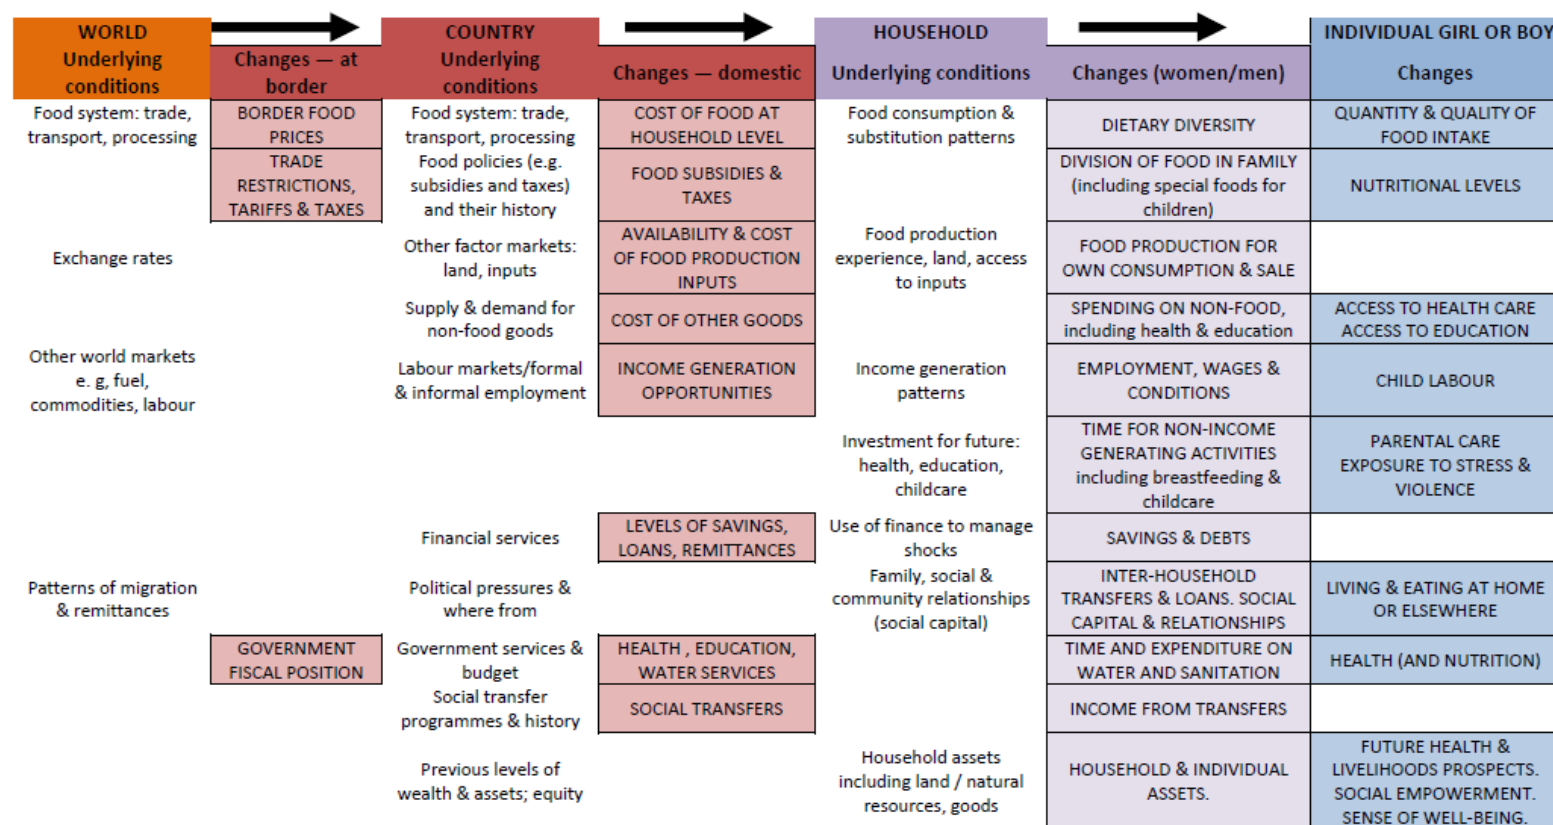 WORLD
Underlying
conditions
Changes — at
border
COUNTRY
Underlying
conditions
Changes — domestic
HOUSEHOLD
Underlying conditions
Changes (women/men)
INDIVIDUAL GIRL OR BOY
Changes
Food system: trade,
transport, processing
BORDER FOOD
PRICES
Food system: trade,
transport, processing
COST OF FOOD AT
HOUSEHOLD LEVEL
Food consumption &
substitution patterns
DIETARY DIVERSITY
QUANTITY & QUALITY OF
FOOD INTAKE
TRADE
RESTRICTIONS,
TARIFFS & TAXES
Food policies (e.g.
subsidies and taxes)
and their history
FOOD SUBSIDIES &
TAXES
DIVISION OF FOOD IN FAMILY
(including special foods for
children)
NUTRITIONAL LEVELS
Exchange rates
Other factor markets:
land, inputs
AVAILABILITY & COST
OF FOOD PRODUCTION
INPUTS
Food production
experience, land, access
to inputs
FOOD PRODUCTION FOR
OWN CONSUMPTION & SALE
Supply & demand for
non-food goods
COST OF OTHER GOODS
SPENDING ON NON-FOOD,
including health & education
ACCESS TO HEALTH CARE
ACCESS TO EDUCATION
Other world markets
e. g, fuel,
commodities, labour
Labour markets/formal
& informal employment
INCOME GENERATION
OPPORTUNITIES
Income generation
patterns
EMPLOYMENT, WAGES &
CONDITIONS
CHILD LABOUR
Investment for future:
health, education,
childcare
TIME FOR NON-INCOME
GENERATING ACTIVITIES
including breastfeeding &
childcare
PARENTAL CARE
EXPOSURE TO STRESS &
VIOLENCE
Financial services
LEVELS OF SAVINGS,
LOANS, REMITTANCES
Use of finance to manage
shocks
SAVINGS & DEBTS
Patterns of migration
& remittances
Political pressures &
where from
Family, social &
community relationships
(social capital)
INTER-HOUSEHOLD
TRANSFERS & LOANS. SOCIAL
CAPITAL & RELATIONSHIPS
LIVING & EATING AT HOME
OR ELSEWHERE
GOVERNMENT
FISCAL POSITION
Government services &
budget
HEALTH , EDUCATION,
WATER SERVICES
TIME AND EXPENDITURE ON
WATER AND SANITATION
HEALTH (AND NUTRITION)
Social transfer
programmes & history
SOCIAL TRANSFERS
INCOME FROM TRANSFERS
Previous levels of
wealth & assets; equity
Household assets
including land / natural
resources, goods
HOUSEHOLD & INDIVIDUAL
ASSETS.
FUTURE HEALTH &
LIVELIHOODS PROSPECTS.
SOCIAL EMPOWERMENT.
SENSE OF WELL-BEING.